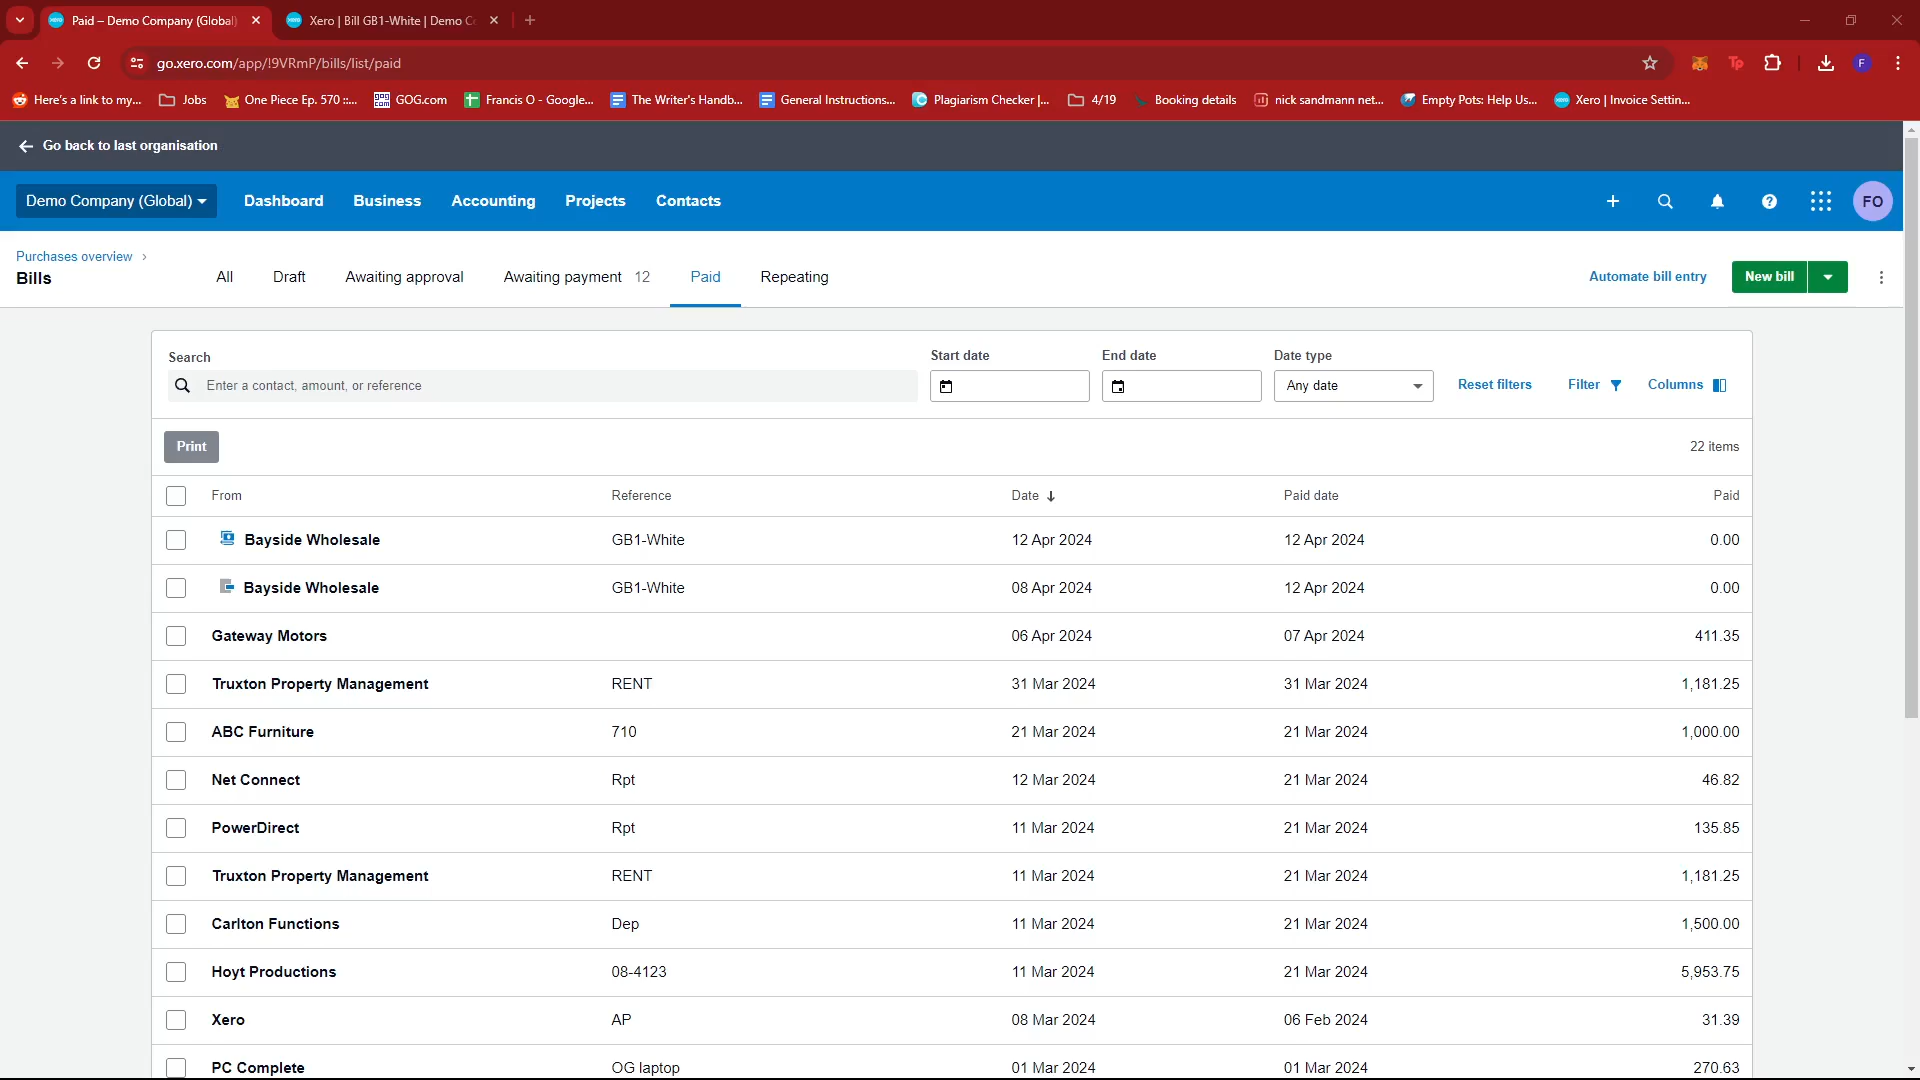 Paid – Demo Company (Global)
Xero | Bill GB1-White | Demo C
go.xero.com/app/!9VRmP/bills/list/paid
Tp
F
Here's a link to my...
Jobs
One Piece Ep. 570 ::...
GOG.com
Francis O - Google...
The Writer's Handb...
General Instructions...
Plagiarism Checker |...
4/19
Booking details
nick sandmann net...
Empty Pots: Help Us...
Xero | Invoice Settin...
Go back to last organisation
Demo Company (Global)
Dashboard
Business
Accounting
Projects
Contacts
FO
Purchases overview
Bills
All
Draft
Awaiting approval
Awaiting payment 12
Paid
Repeating
Automate bill entry
New bill
Search
Enter a contact, amount, or reference
Start date
End date
Date type
Any date
Reset filters
Filter
Columns
Print
22 items
From Reference Date Paid date Paid
Bayside Wholesale GB1-White 12 Apr 2024 12 Apr 2024 0.00
Bayside Wholesale GB1-White 08 Apr 2024 12 Apr 2024 0.00
Gateway Motors 06 Apr 2024 07 Apr 2024 411.35
Truxton Property Management RENT 31 Mar 2024 31 Mar 2024 1,181.25
ABC Furniture 710 21 Mar 2024 21 Mar 2024 1,000.00
Net Connect Rpt 12 Mar 2024 21 Mar 2024 46.82
PowerDirect Rpt 11 Mar 2024 21 Mar 2024 135.85
Truxton Property Management RENT 11 Mar 2024 21 Mar 2024 1,181.25
Carlton Functions Dep 11 Mar 2024 21 Mar 2024 1,500.00
Hoyt Productions 08-4123 11 Mar 2024 21 Mar 2024 5,953.75
Xero AP 08 Mar 2024 06 Feb 2024 31.39
PC Complete OG laptop 01 Mar 2024 01 Mar 2024 270.63